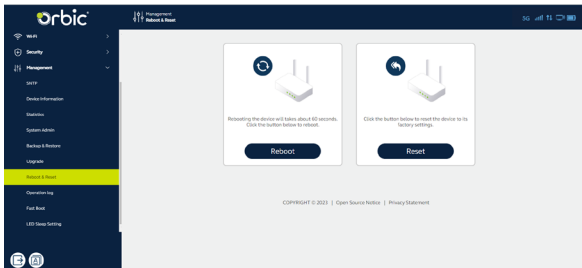 Orbic
Management
Reboot & Reset
5G
Wi-Fi
Security
Management
SNTP
Device Information
Statistics
System Admin
Backup & Restore
Upgrade
Reboot & Reset
Operation log
Fast Boot
LED Sleep Setting
Rebooting the device will takes about 60 seconds.
Click the button below to reboot.
Reboot
Click the button below to reset the device to its
factory settings.
Reset
COPYRIGHT © 2023 | Open Source Notice | Privacy Statement